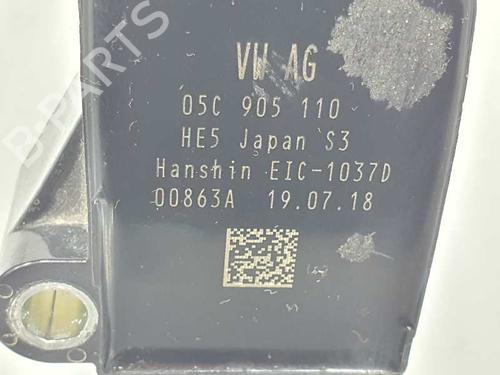 VW AG
05C 905 110
HE5 Japan S3
Hanshin EIC-1037D
00863A 19.07.18